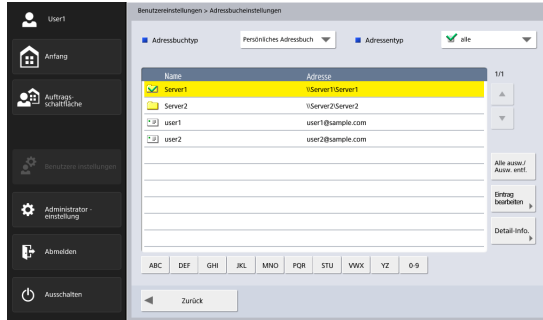 User1
Anfang
Auftrags-
schaltfläche
Benutzere instellungen
Administrator -
einstellung
Abmelden
Ausschalten
Benutzereinstellungen > Adressbucheinstellungen
Adressbuchtyp
Persönliches Adressbuch
Adressentyp
alle
Name Adresse
Server1 \\Server1\Server1
Server2 \\Server2\Server2
user1 user1@sample.com
user2 user2@sample.com
1/1
Alle ausw./
Ausw. entf.
Eintrag
bearbeiten
Detail-Info.
ABC DEF GHI JKL MNO PQR STU VWX YZ 0-9
Zurück